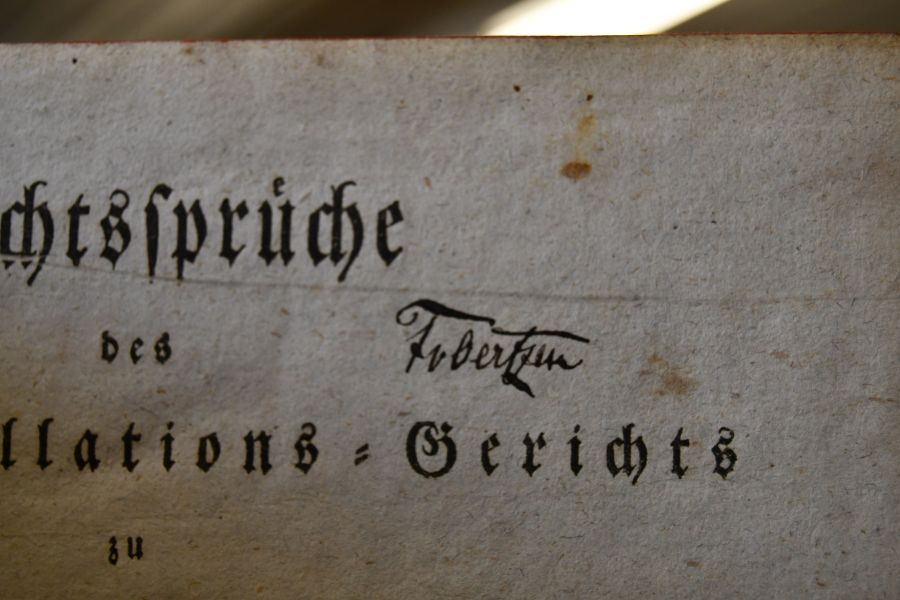 chtssprüche
des
llations-Gerichts
zu